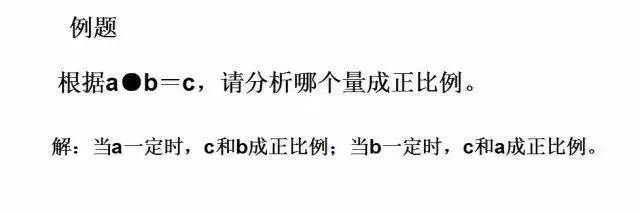 例题
根据a●b＝c，请分析哪个量成正比例。
解：当a一定时，c和b成正比例；当b一定时，c和a成正比例。